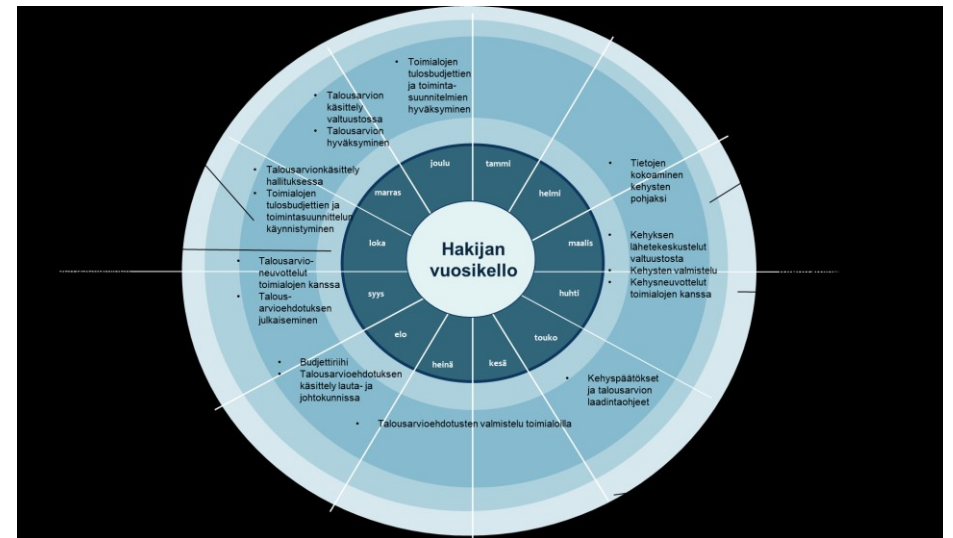 • Toimialojen
tulosbudjettien
ja toiminta-
suunnitelmien
hyväksyminen
• Talousarvion
käsittely
valtuustossa
• Talousarvion
hyväksyminen
• Talousarvionkäsittely
hallituksessa
• Toimialojen
tulosbudjettien ja
toimintasuunnittelun
käynnistyminen
• Talousarvio-
neuvottelut
toimialojen kanssa
• Talous-
arvioehdotuksen
julkaiseminen
• Budjettiriihi
• Talousarvioehdotuksen
käsittely lauta- ja
johtokunnissa
• Talousarvioehdotusten valmistelu toimialoilla
• Kehyspäätökset
ja talousarvion
laadintaohjeet
• Kehyksen
lähetekeskustelut
valtuustosta
• Kehysten valmistelu
• Kehysneuvottelut
toimialojen kanssa
• Tietojen
kokoaminen
kehysten
pohjaksi
tammi
helmi
maalis
huhti
touko
kesä
heinä
elo
syys
loka
marras
joulu
Hakijan
vuosikello